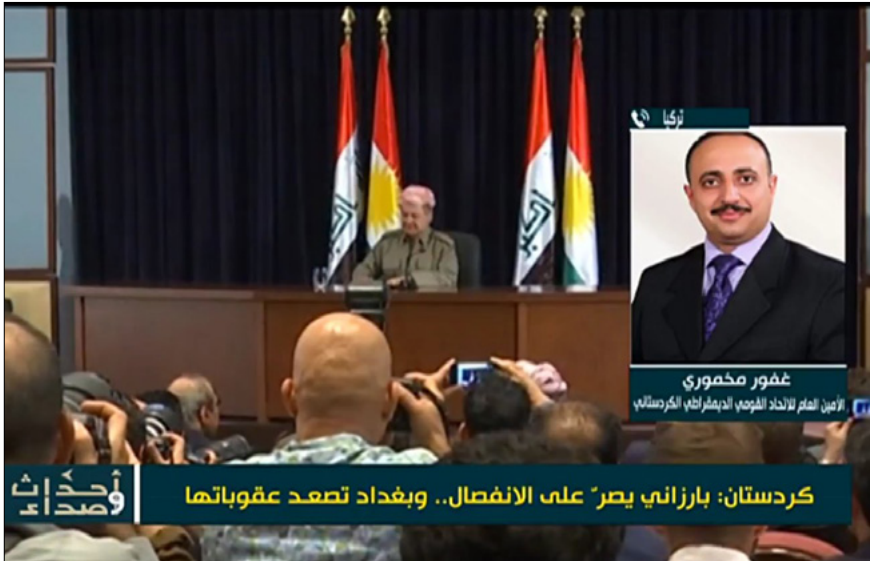 تركيا
غفور مخموري
الأمين العام للاتحاد القومي الديمقراطي الكردستاني
كردستان: بارزاني يصرّ على الانفصال.. وبغداد تصعد عقوباتها
أحداث
وأصداء